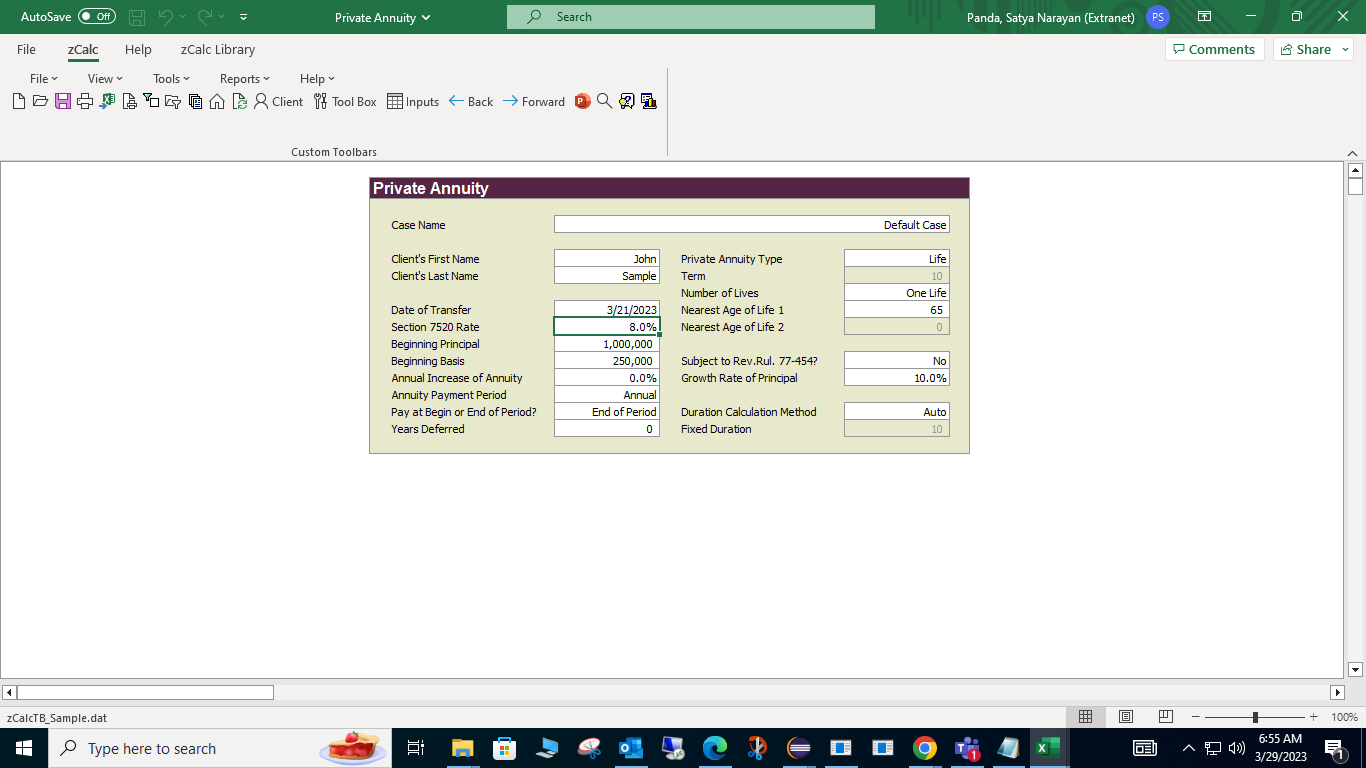 AutoSave Off Private Annuity Search Panda, Satya Narayan (Extranet) PS
File zCalc Help zCalc Library Comments Share
File View Tools Reports Help
Client Tool Box Inputs Back Forward P
Custom Toolbars
Private Annuity
Case Name Default Case
Client's First Name John Private Annuity Type Life
Client's Last Name Sample Term 10
Number of Lives One Life
Date of Transfer 3/21/2023 Nearest Age of Life 1 65
Section 7520 Rate 8.0% Nearest Age of Life 2 0
Beginning Principal 1,000,000
Beginning Basis 250,000 Subject to Rev.Rul. 77-454? No
Annual Increase of Annuity 0.0% Growth Rate of Principal 10.0%
Annuity Payment Period Annual
Pay at Begin or End of Period? End of Period Duration Calculation Method Auto
Years Deferred 0 Fixed Duration 10
zCalcTB_Sample.dat 100%
Type here to search 1 6:55 AM
3/29/2023 1